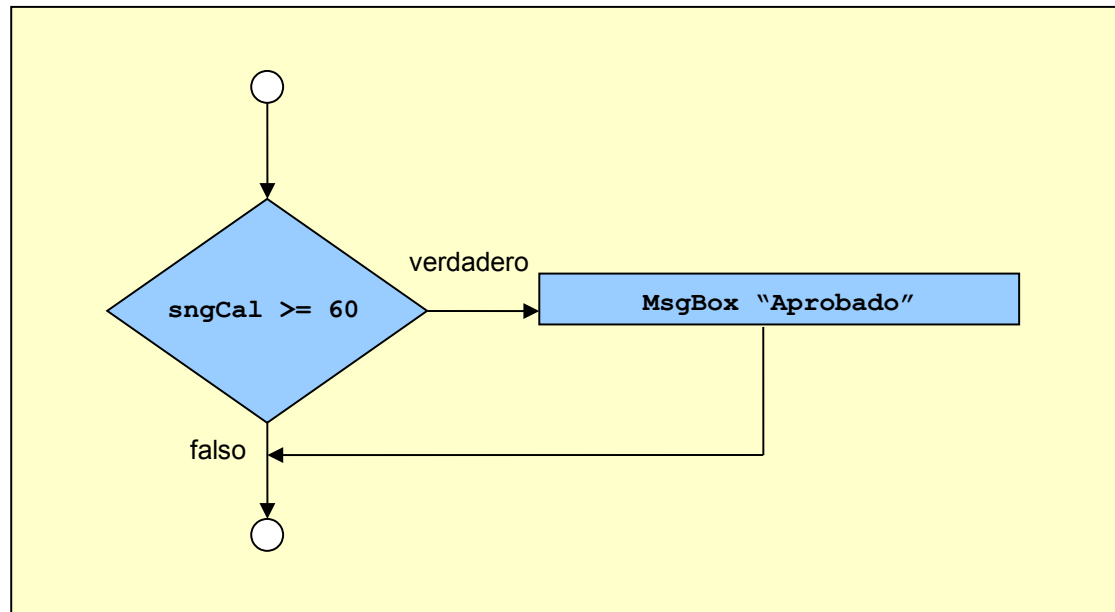 verdadero
sngCal >= 60
MsgBox “Aprobado”
falso